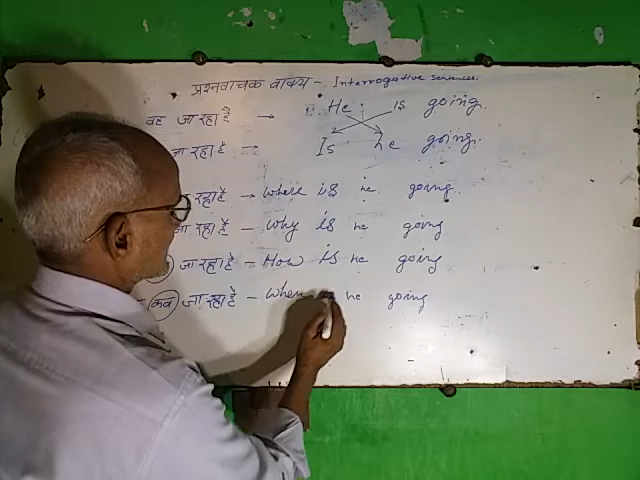 प्रश्नवाचक वाक्य - Interrogative sentences.
वह जा रहा है → He is going.
जा रहा है → Is he going.
रहा है → where is he going.
जा रहा है - why is he going
जा रहा है - How is he going
कब जा रहा है - when he going